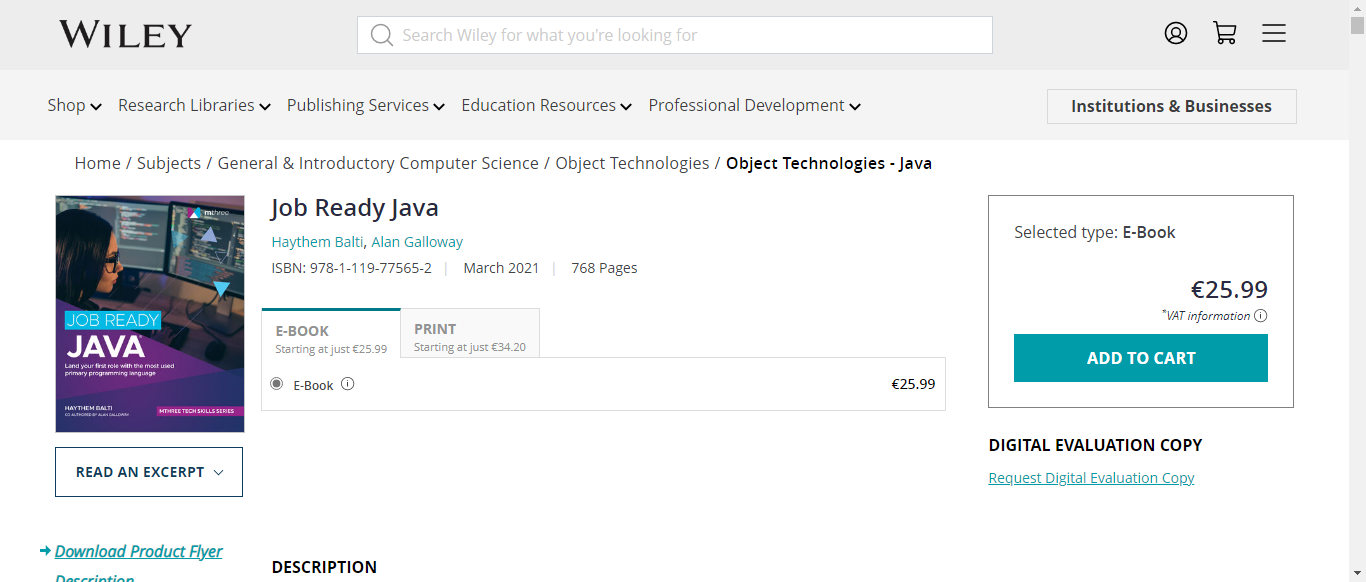 WILEY
Search Wiley for what you're looking for
Shop Research Libraries Publishing Services Education Resources Professional Development Institutions & Businesses
Home / Subjects / General & Introductory Computer Science / Object Technologies / Object Technologies - Java
mthree
JOB READY
JAVA
Land your first role with the most used
primary programming language
HAYTHEM BALTI
CO-AUTHORED BY ALAN GALLOWAY
MTHREE TECH SKILLS SERIES
READ AN EXCERPT
Download Product Flyer
Description
Job Ready Java
Haythem Balti, Alan Galloway
ISBN: 978-1-119-77565-2 | March 2021 | 768 Pages
E-BOOK
Starting at just €25.99
PRINT
Starting at just €34.20
E-Book €25.99
DESCRIPTION
Selected type: E-Book
€25.99
*VAT information
ADD TO CART
DIGITAL EVALUATION COPY
Request Digital Evaluation Copy